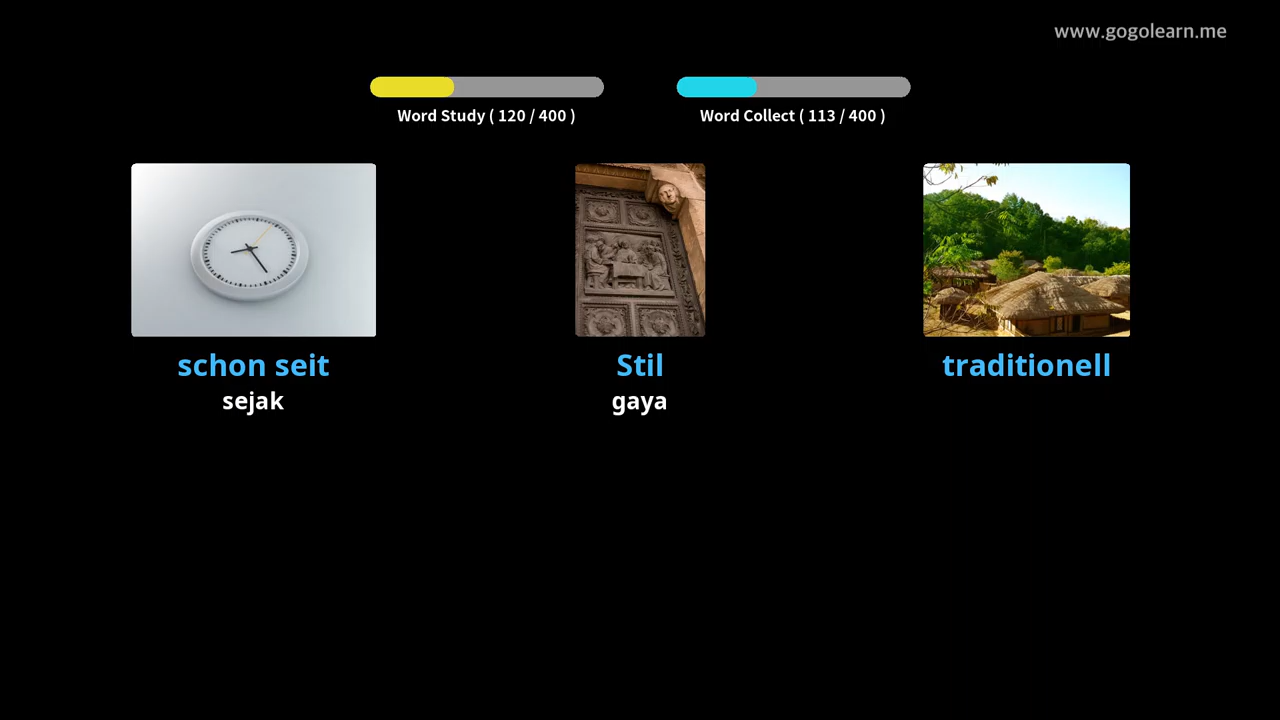 www.gogolearn.me
Word Study ( 120 / 400 )
Word Collect ( 113 / 400 )
schon seit
sejak
Stil
gaya
traditionell